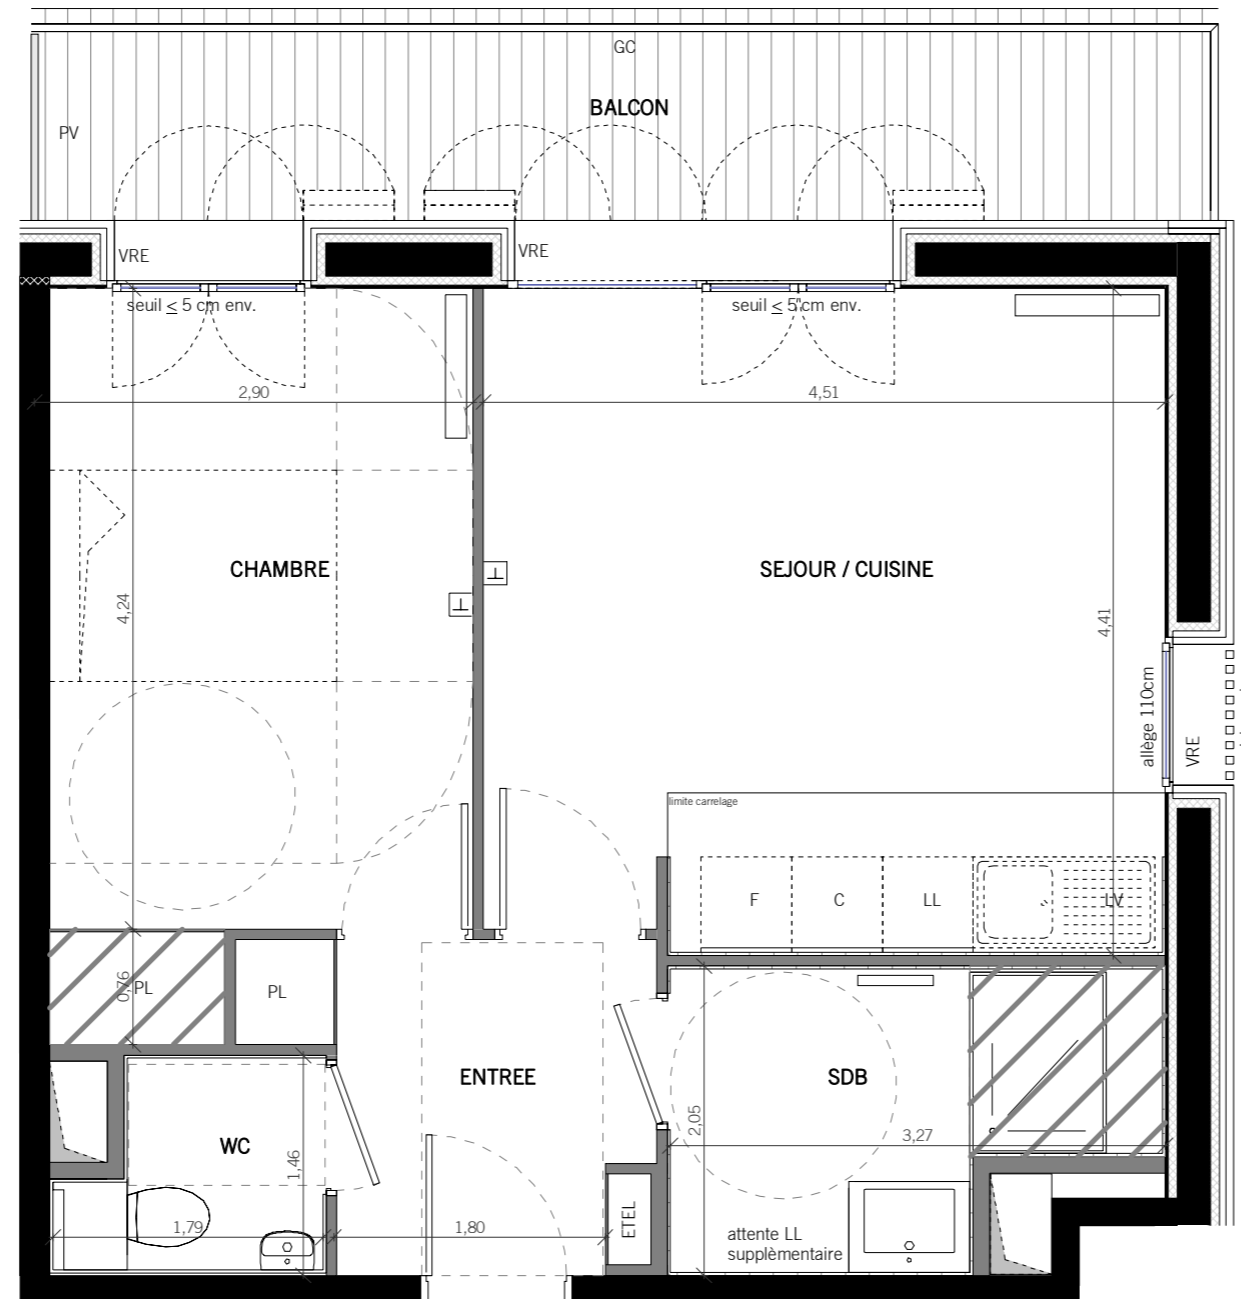 GC
BALCON
PV
VRE
VRE
seuil ≤ 5 cm env.
seuil ≤ 5 cm env.
2,90
4,51
CHAMBRE
SEJOUR / CUISINE
4,24
4,41
allège 110cm
VRE
limite carrelage
F
C
LL
LV
0,76
PL
PL
ENTREE
SDB
2,05
3,27
WC
1,46
1,79
1,80
ETEL
attente LL
supplèmentaire